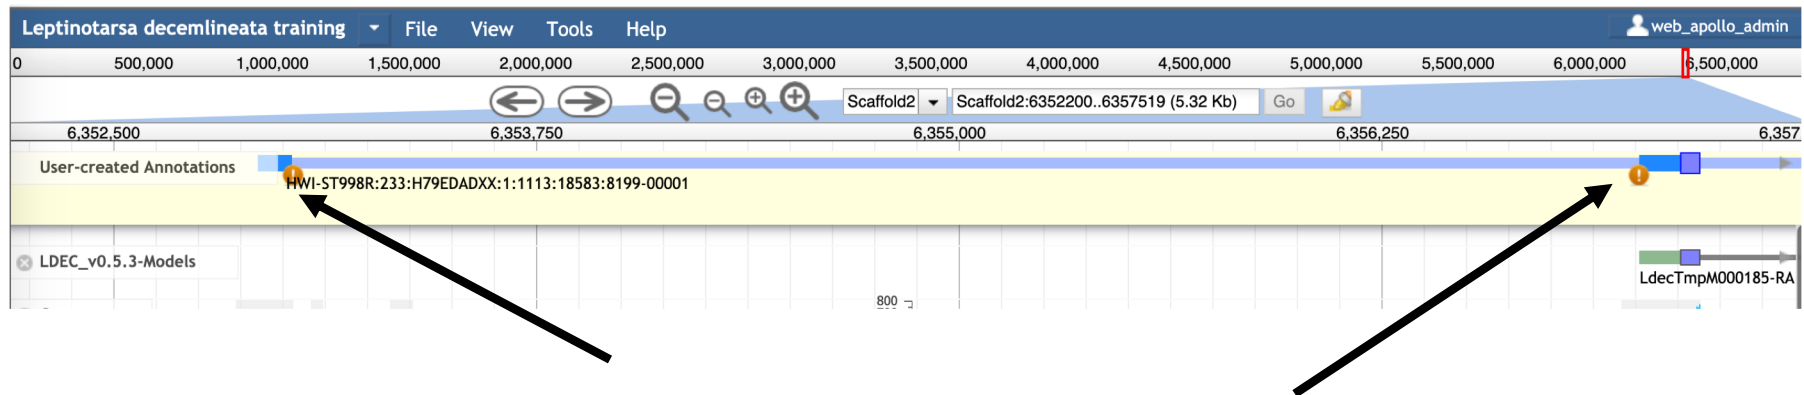 Leptinotarsa decemlineata training File View Tools Help web_apollo_admin
0 500,000 1,000,000 1,500,000 2,000,000 2,500,000 3,000,000 3,500,000 4,000,000 4,500,000 5,000,000 5,500,000 6,000,000 6,500,000
Scaffold2 Scaffold2:6352200..6357519 (5.32 Kb) Go
6,352,500 6,353,750 6,355,000 6,356,250 6,357
User-created Annotations
HWI-ST998R:233:H79EDADXX:1:1113:18583:8199-00001
LDEC_v0.5.3-Models
LdecTmpM000185-RA
800